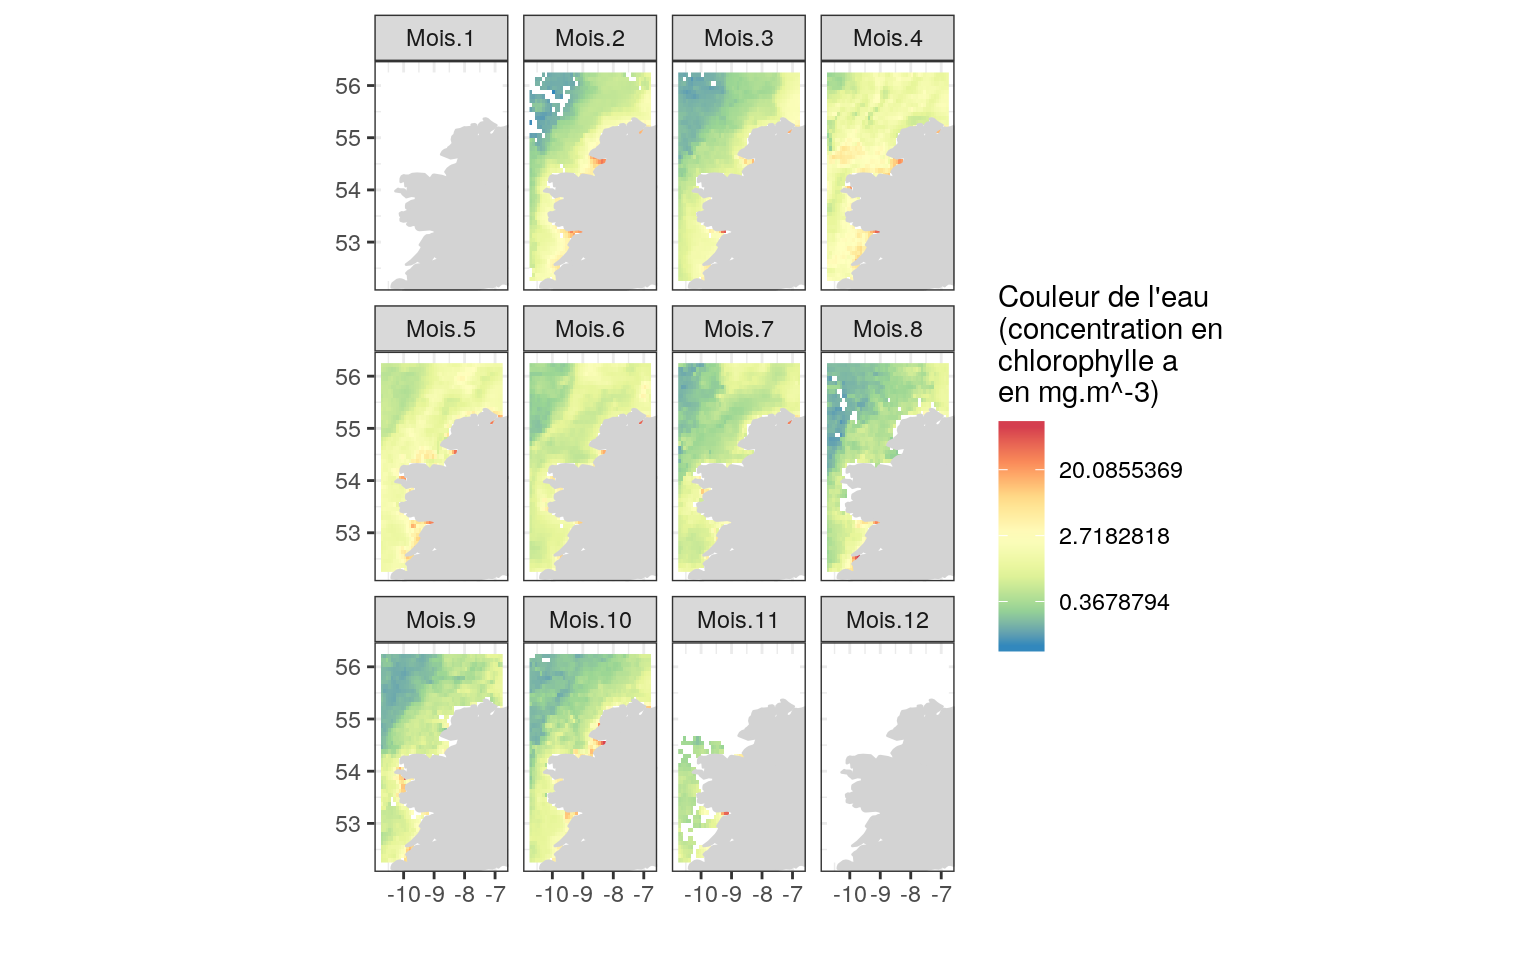 Mois.1 Mois.2 Mois.3 Mois.4
56
55
54
53
Mois.5 Mois.6 Mois.7 Mois.8
56
55
54
53
Mois.9 Mois.10 Mois.11 Mois.12
56
55
54
53
-10 -9 -8 -7 -10 -9 -8 -7 -10 -9 -8 -7 -10 -9 -8 -7
Couleur de l'eau
(concentration en
chlorophylle a
en mg.m^-3)
20.0855369
2.7182818
0.3678794